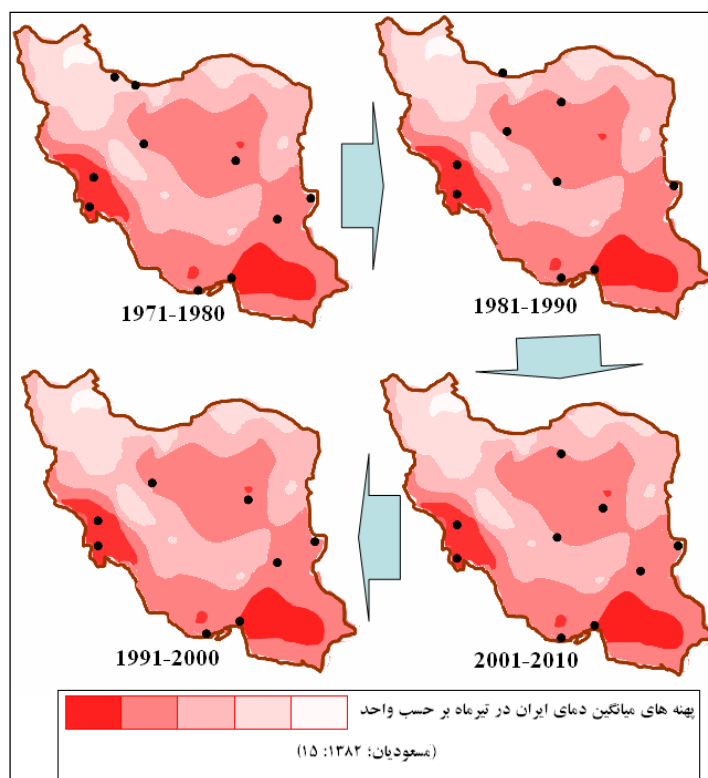 1971-1980
1981-1990
1991-2000
2001-2010
پهنه های میانگین دمای ایران در تیرماه بر حسب واحد
(مسعودیان؛ ۱۳۸۲: ۱۵)